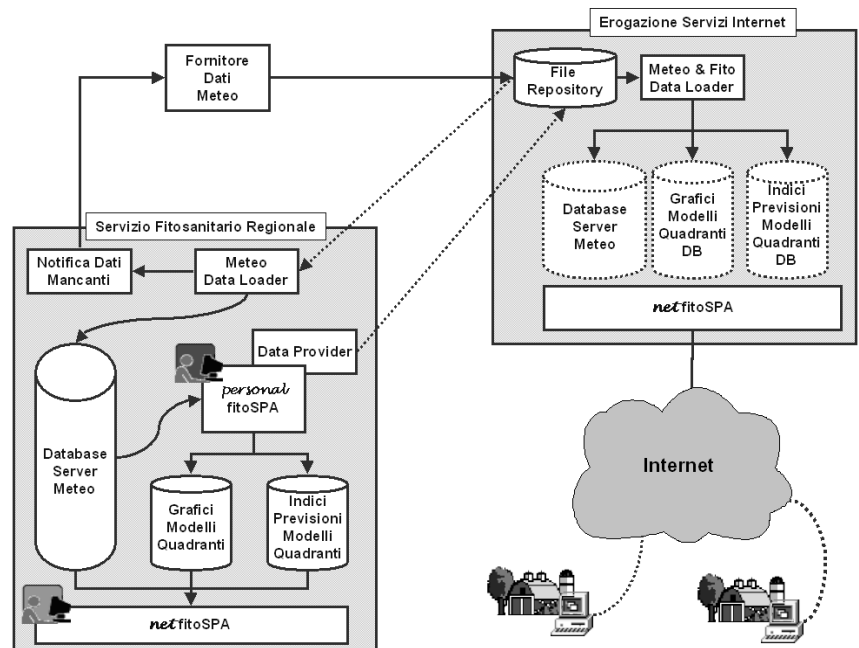 Erogazione Servizi Internet
Fornitore
Dati
Meteo
File
Repository
Meteo & Fito
Data Loader
Database
Server
Meteo
Grafici
Modelli
Quadranti
DB
Indici
Previsioni
Modelli
Quadranti
DB
netfitoSPA
Servizio Fitosanitario Regionale
Notifica Dati
Mancanti
Meteo
Data Loader
Data Provider
personal
fitoSPA
Database
Server
Meteo
Grafici
Modelli
Quadranti
Indici
Previsioni
Modelli
Quadranti
netfitoSPA
Internet